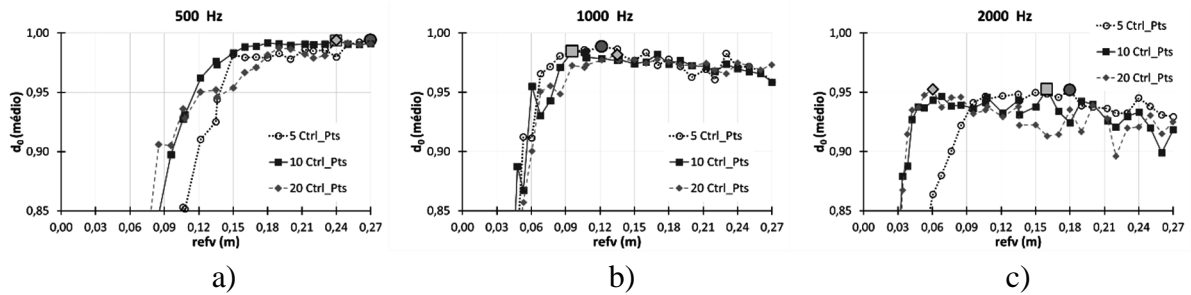 500 Hz
1,00
0,95
0,90
0,85
d₀ (médio)
5 Ctrl_Pts
10 Ctrl_Pts
20 Ctrl_Pts
0,00 0,03 0,06 0,09 0,12 0,15 0,18 0,21 0,24 0,27
refv (m)
a)
1000 Hz
1,00
0,95
0,90
0,85
d₀ (médio)
5 Ctrl_Pts
10 Ctrl_Pts
20 Ctrl_Pts
0,00 0,03 0,06 0,09 0,12 0,15 0,18 0,21 0,24 0,27
refv (m)
b)
2000 Hz
1,00
0,95
0,90
0,85
d₀ (médio)
5 Ctrl_Pts
10 Ctrl_Pts
20 Ctrl_Pts
0,00 0,03 0,06 0,09 0,12 0,15 0,18 0,21 0,24 0,27
refv (m)
c)